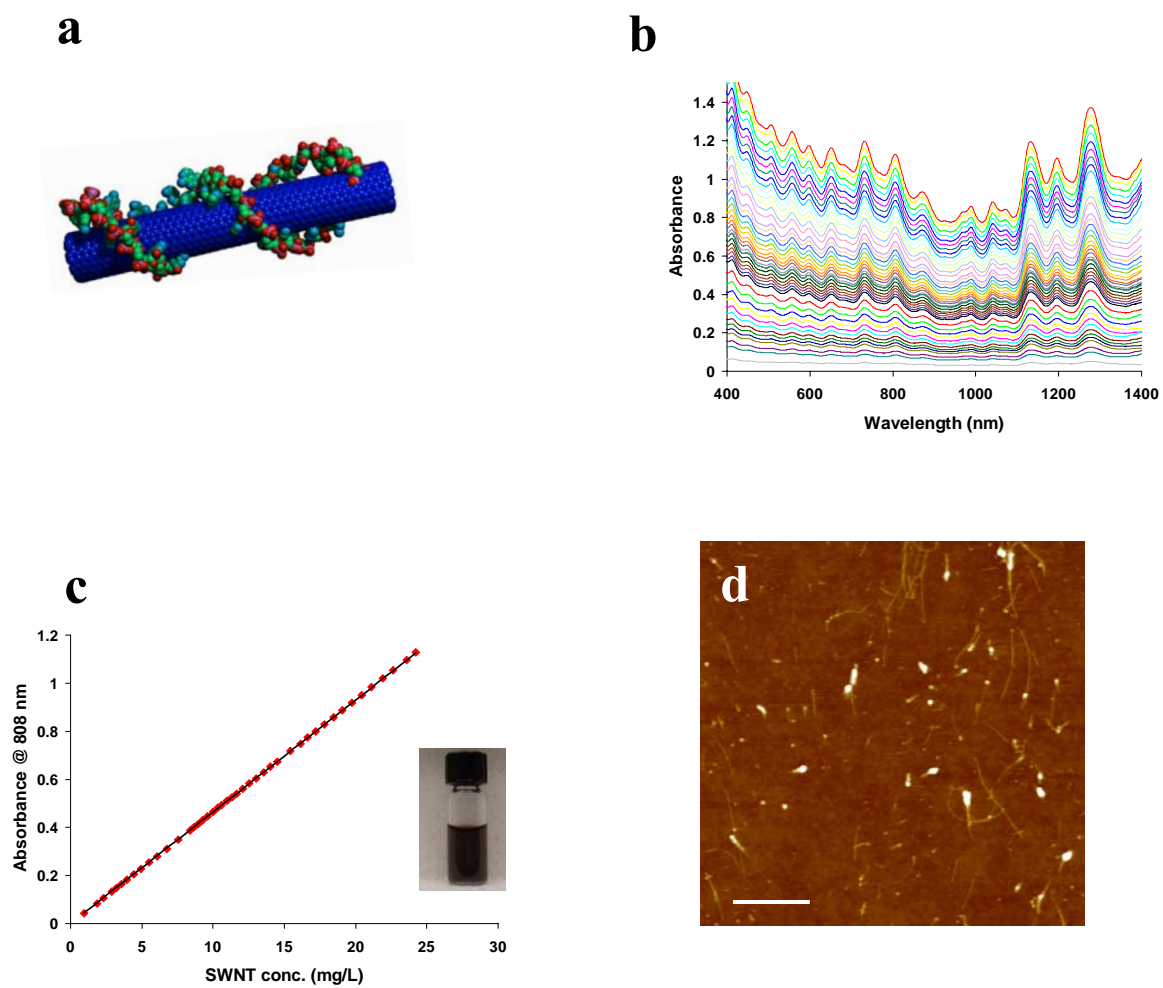 a
b
1.4
1.2
1
0.8
0.6
0.4
0.2
0
Absorbance
400 600 800 1000 1200 1400
Wavelength (nm)
c
1.2
1
0.8
0.6
0.4
0.2
0
Absorbance @ 808 nm
0 5 10 15 20 25 30
SWNT conc. (mg/L)
d